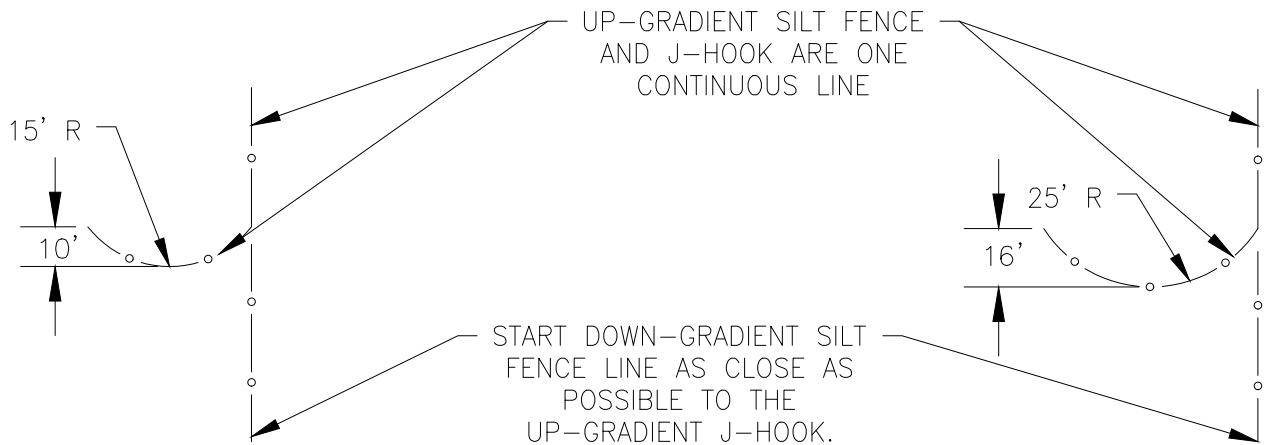 UP-GRADIENT SILT FENCE
AND J-HOOK ARE ONE
CONTINUOUS LINE
15' R
10'
25' R
16'
START DOWN-GRADIENT SILT
FENCE LINE AS CLOSE AS
POSSIBLE TO THE
UP-GRADIENT J-HOOK.